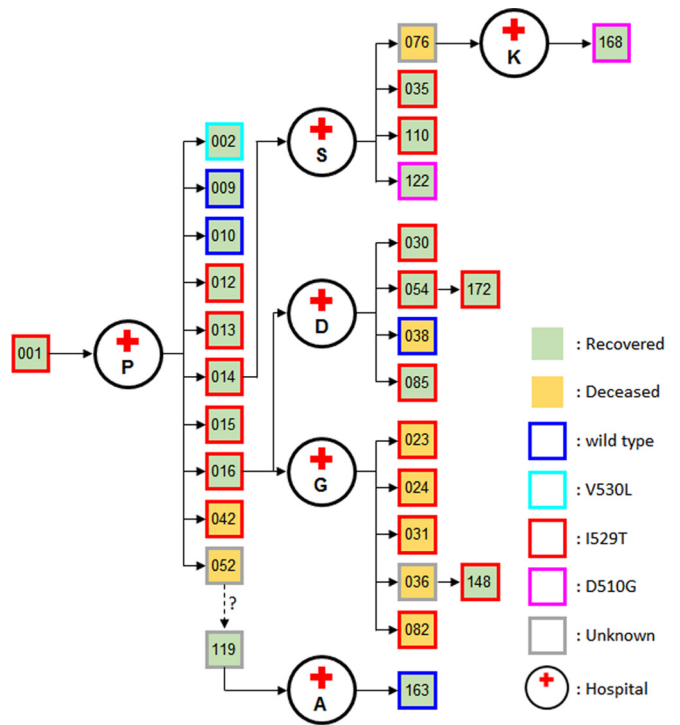 076
K
168
035
S
110
002
122
009
010
030
012
054
172
D
013
038
001
P
014
085
015
023
016
G
024
042
031
052
036
148
?
082
119
A
163
: Recovered
: Deceased
: wild type
: V530L
: I529T
: D510G
: Unknown
: Hospital